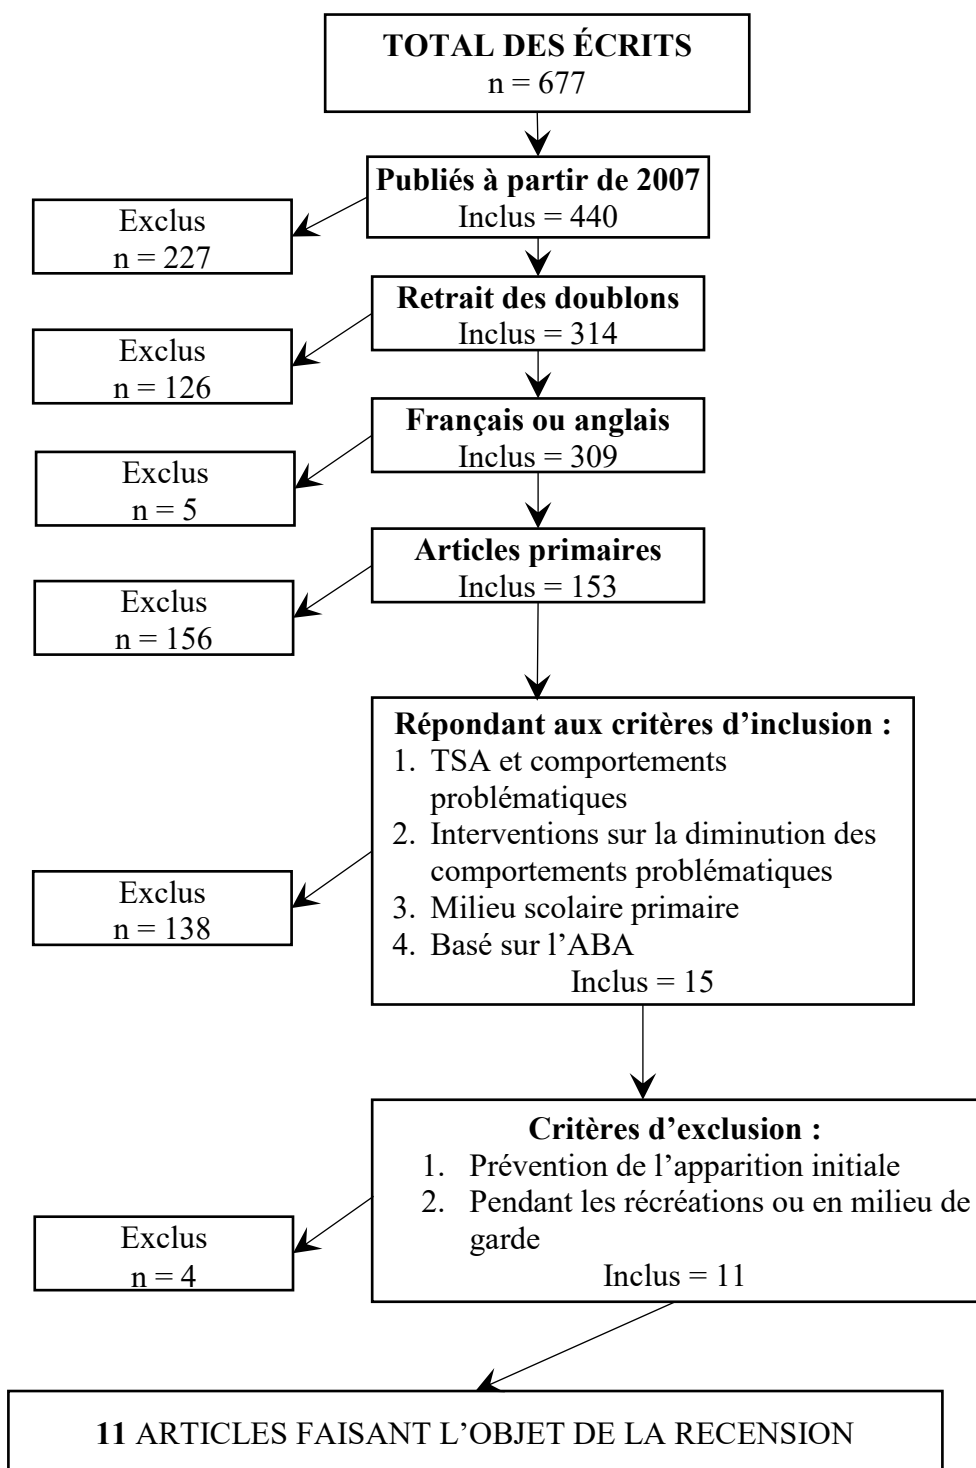 TOTAL DES ÉCRITS
n = 677
Publiés à partir de 2007
Inclus = 440
Exclus
n = 227
Retrait des doublons
Inclus = 314
Exclus
n = 126
Français ou anglais
Inclus = 309
Exclus
n = 5
Articles primaires
Inclus = 153
Exclus
n = 156
Répondant aux critères d’inclusion :
1. TSA et comportements
problématiques
2. Interventions sur la diminution des
comportements problématiques
3. Milieu scolaire primaire
4. Basé sur l’ABA
Inclus = 15
Exclus
n = 138
Critères d’exclusion :
1. Prévention de l’apparition initiale
2. Pendant les récréations ou en milieu de
garde
Inclus = 11
Exclus
n = 4
11 ARTICLES FAISANT L’OBJET DE LA RECENSION